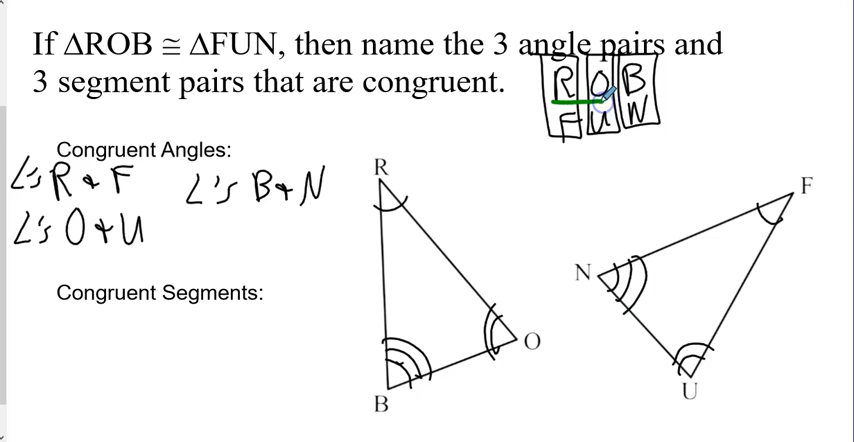 If ΔROB ≅ ΔFUN, then name the 3 angle pairs and
3 segment pairs that are congruent.
R O B
F U N
Congruent Angles:
∠'s R & F ∠'s B & N
∠'s O & U
Congruent Segments:
R
B
O
F
N
U